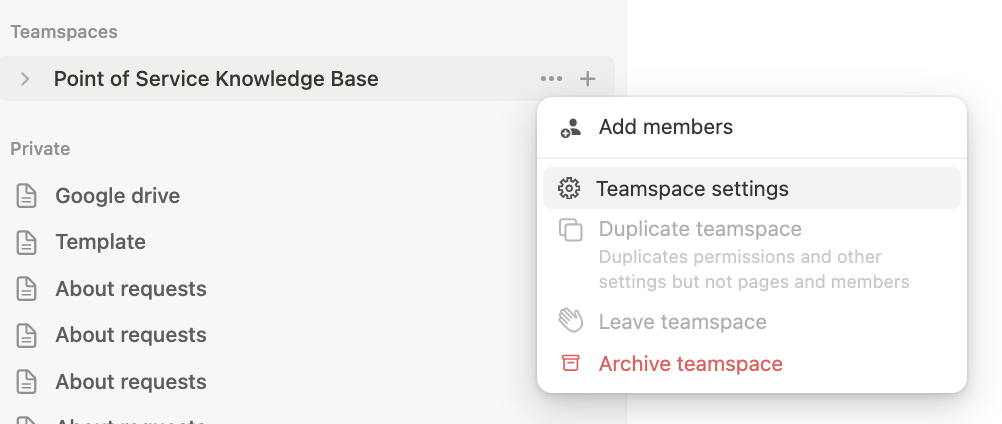 Teamspaces
Point of Service Knowledge Base
Add members
Teamspace settings
Duplicate teamspace
Duplicates permissions and other
settings but not pages and members
Leave teamspace
Archive teamspace
Private
Google drive
Template
About requests
About requests
About requests